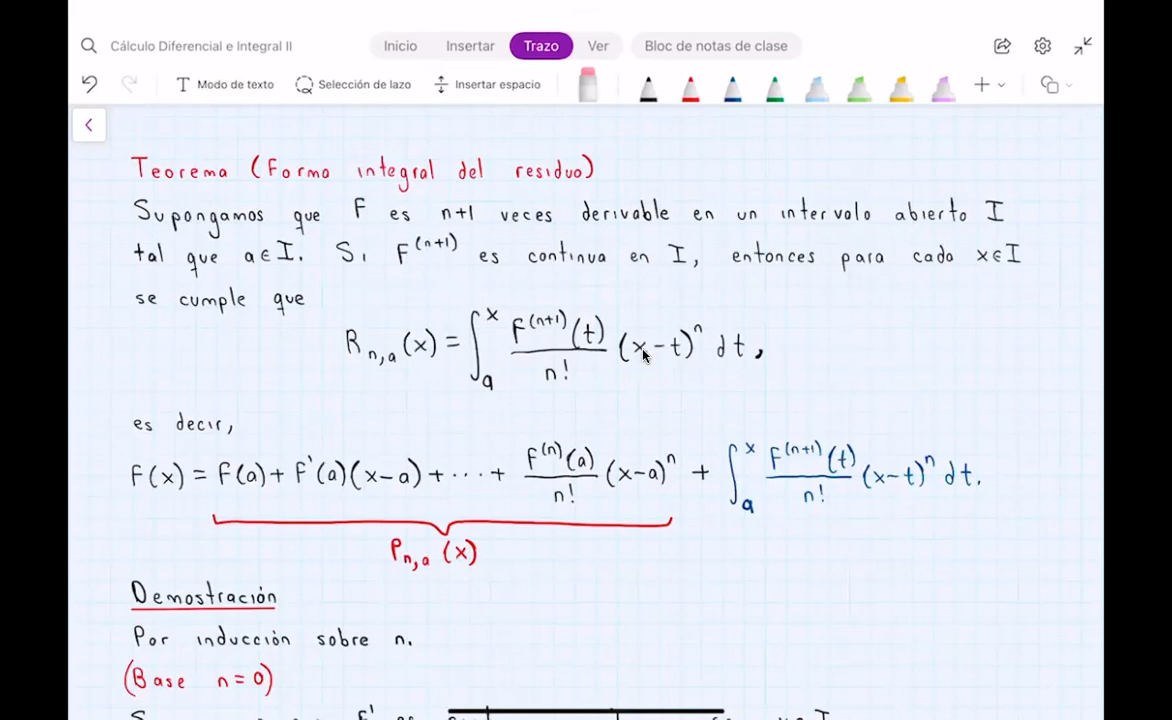 Cálculo Diferencial e Integral II
Inicio Insertar Trazo Ver Bloc de notas de clase
Modo de texto Selección de lazo Insertar espacio
Teorema (Forma integral del residuo)
Supongamos que F es n+1 veces derivable en un intervalo abierto I
tal que a∈I. Si F^(n+1) es continua en I, entonces para cada x∈I
se cumple que
R_{n,a}(x) = ∫_a^x F^(n+1)(t)/n! (x-t)^n dt,
es decir,
F(x) = F(a) + F'(a)(x-a) + ··· + F^(n)(a)/n! (x-a)^n + ∫_a^x F^(n+1)(t)/n! (x-t)^n dt.
P_{n,a}(x)
Demostración
Por inducción sobre n.
(Base n=0)